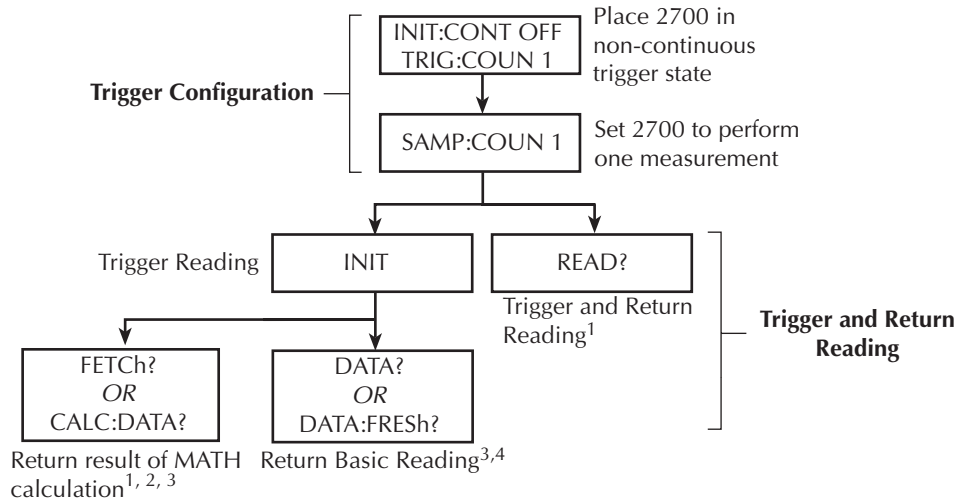 INIT:CONT OFF
TRIG:COUN 1
Place 2700 in
non-continuous
trigger state
Trigger Configuration
SAMP:COUN 1
Set 2700 to perform
one measurement
Trigger Reading
INIT
READ?
Trigger and Return
Reading1
Trigger and Return
Reading
FETCh?
OR
CALC:DATA?
DATA?
OR
DATA:FRESh?
Return result of MATH
calculation1, 2, 3
Return Basic Reading3,4